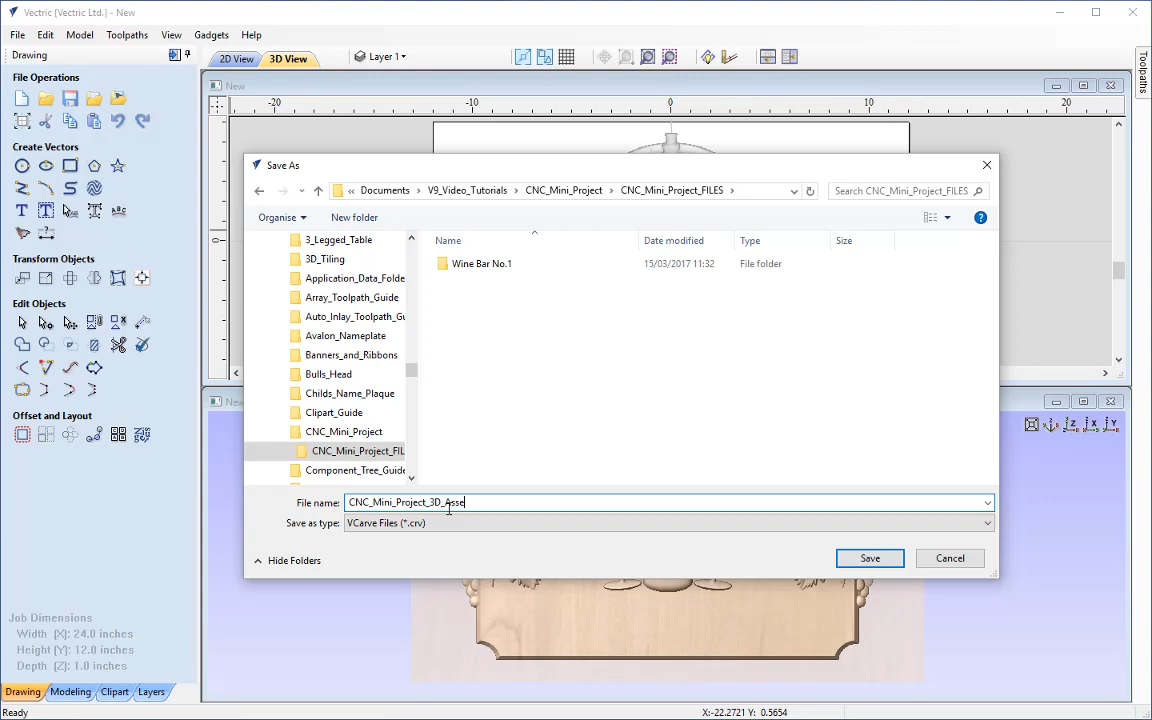 Vectric {Vectric Ltd.} - New
File Edit Model Toolpaths View Gadgets Help
Drawing
2D View 3D View Layer 1
Toolpaths
File Operations
New
-20 -10 0 10 20
Create Vectors
Transform Objects
Edit Objects
Offset and Layout
Save As
« Documents › V9_Video_Tutorials › CNC_Mini_Project › CNC_Mini_Project_FILES ›
Search CNC_Mini_Project_FILES
Organise New folder
Name Date modified Type Size
3_Legged_Table
3D_Tiling
Application_Data_Folde
Array_Toolpath_Guide
Auto_Inlay_Toolpath_Gu
Avalon_Nameplate
Banners_and_Ribbons
Bulls_Head
Childs_Name_Plaque
Clipart_Guide
CNC_Mini_Project
CNC_Mini_Project_FIL
Component_Tree_Guide
Wine Bar No.1 15/03/2017 11:32 File folder
File name: CNC_Mini_Project_3D_Asse
Save as type: VCarve Files (*.crv)
Hide Folders
Save Cancel
Job Dimensions
Width (X): 24.0 inches
Height (Y): 12.0 inches
Depth (Z): 1.0 inches
Drawing Modeling Clipart Layers
Ready
X:-22.2721 Y: 0.5654